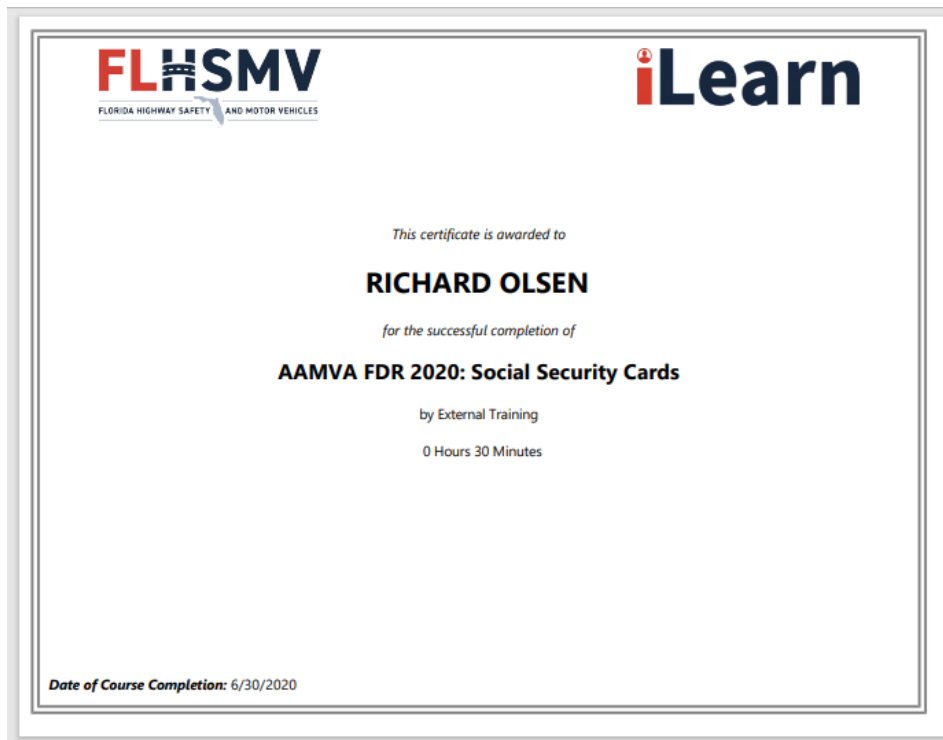 FLHSMV
FLORIDA HIGHWAY SAFETY AND MOTOR VEHICLES
iLearn
This certificate is awarded to
RICHARD OLSEN
for the successful completion of
AAMVA FDR 2020: Social Security Cards
by External Training
0 Hours 30 Minutes
Date of Course Completion: 6/30/2020